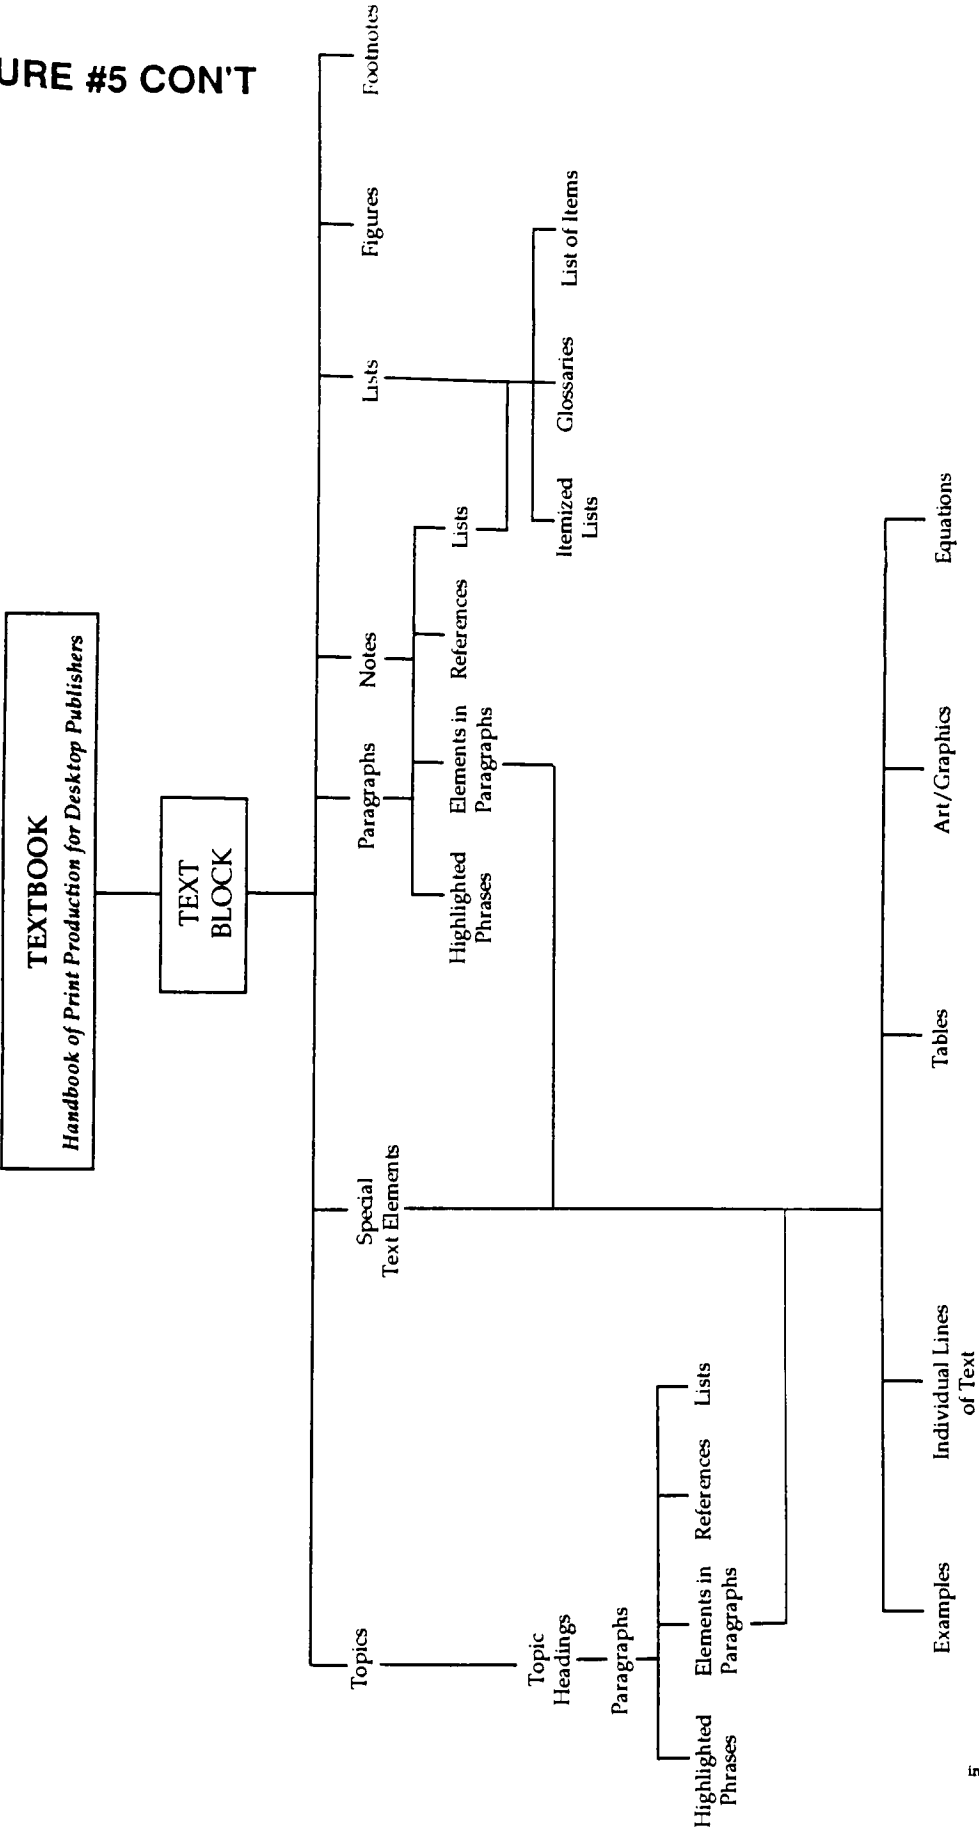 URE #5 CON'T
TEXTBOOK
Handbook of Print Production for Desktop Publishers
TEXT
BLOCK
Topics
Special
Text Elements
Paragraphs
Notes
Lists
Figures
Footnotes
Highlighted
Phrases
Elements in
Paragraphs
References
Lists
Itemized
Lists
Glossaries
List of Items
Topic
Headings
Paragraphs
Highlighted
Phrases
Elements in
Paragraphs
References
Lists
Examples
Individual Lines
of Text
Tables
Art/Graphics
Equations